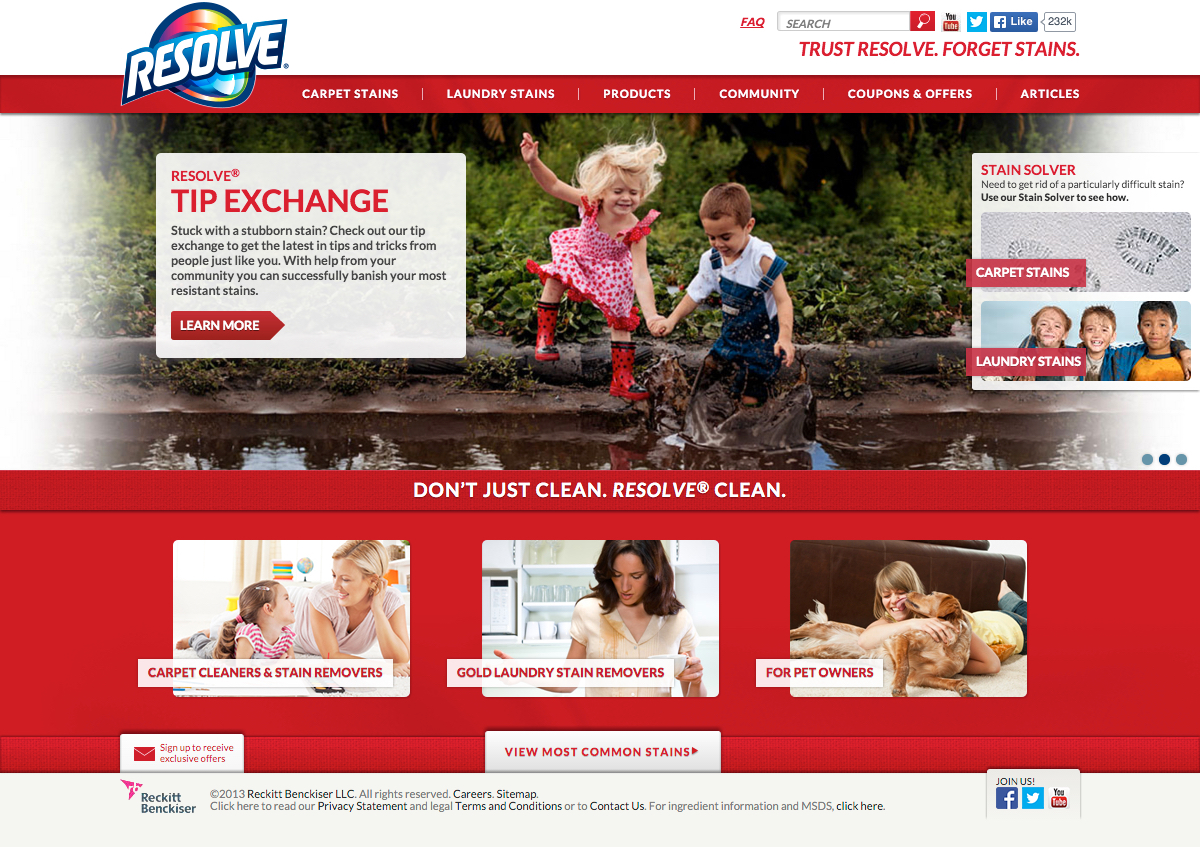 RESOLVE®
FAQ
SEARCH
You Tube
Like
232k
TRUST RESOLVE. FORGET STAINS.
CARPET STAINS
LAUNDRY STAINS
PRODUCTS
COMMUNITY
COUPONS & OFFERS
ARTICLES
RESOLVE®
TIP EXCHANGE
Stuck with a stubborn stain? Check out our tip
exchange to get the latest in tips and tricks from
people just like you. With help from your
community you can successfully banish your most
resistant stains.
LEARN MORE
STAIN SOLVER
Need to get rid of a particularly difficult stain?
Use our Stain Solver to see how.
CARPET STAINS
LAUNDRY STAINS
DON'T JUST CLEAN. RESOLVE® CLEAN.
CARPET CLEANERS & STAIN REMOVERS
GOLD LAUNDRY STAIN REMOVERS
FOR PET OWNERS
Sign up to receive
exclusive offers
VIEW MOST COMMON STAINS
Reckitt
Benckiser
©2013 Reckitt Benckiser LLC. All rights reserved. Careers. Sitemap.
Click here to read our Privacy Statement and legal Terms and Conditions or to Contact Us. For ingredient information and MSDS, click here.
JOIN US!
You Tube